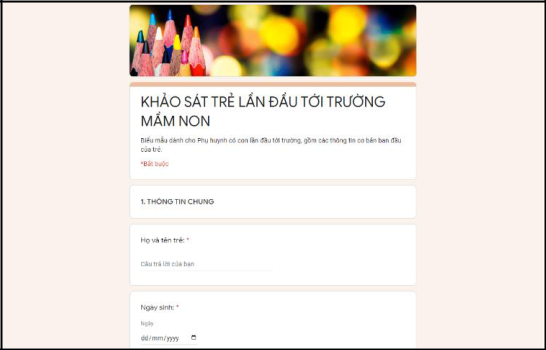 KHẢO SÁT TRẺ LẦN ĐẦU TỚI TRƯỜNG
MẦM NON
Biểu mẫu dành cho Phụ huynh có con lần đầu tới trường, gồm các thông tin cơ bản ban đầu
của trẻ.
*Bắt buộc
1. THÔNG TIN CHUNG
Họ và tên trẻ: *
Câu trả lời của bạn
Ngày sinh: *
Ngày
dd/mm/yyyy